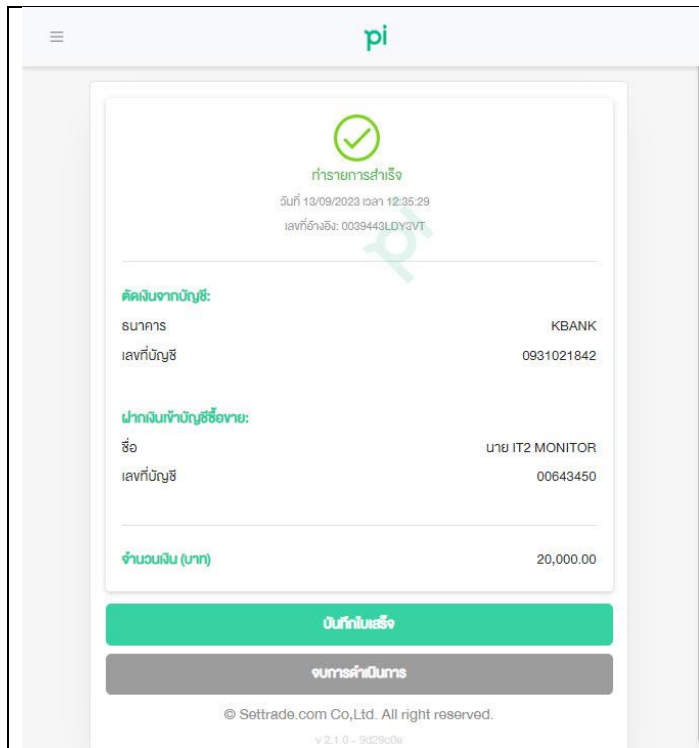 pi
ทำรายการสำเร็จ
วันที่ 13/09/2023 เวลา 12:35:29
เลขที่อ้างอิง: 0039443LDY3VT
pi
ตัดเงินจากบัญชี:
ธนาคาร KBANK
เลขที่บัญชี 0931021842
ฝากเงินเข้าบัญชีซื้อขาย:
ชื่อ นาย IT2 MONITOR
เลขที่บัญชี 00643450
จำนวนเงิน (บาท) 20,000.00
บันทึกใบเสร็จ
จบการดำเนินการ
© Settrade.com Co,Ltd. All right reserved.
v 2.1.0 - 9d29c0e